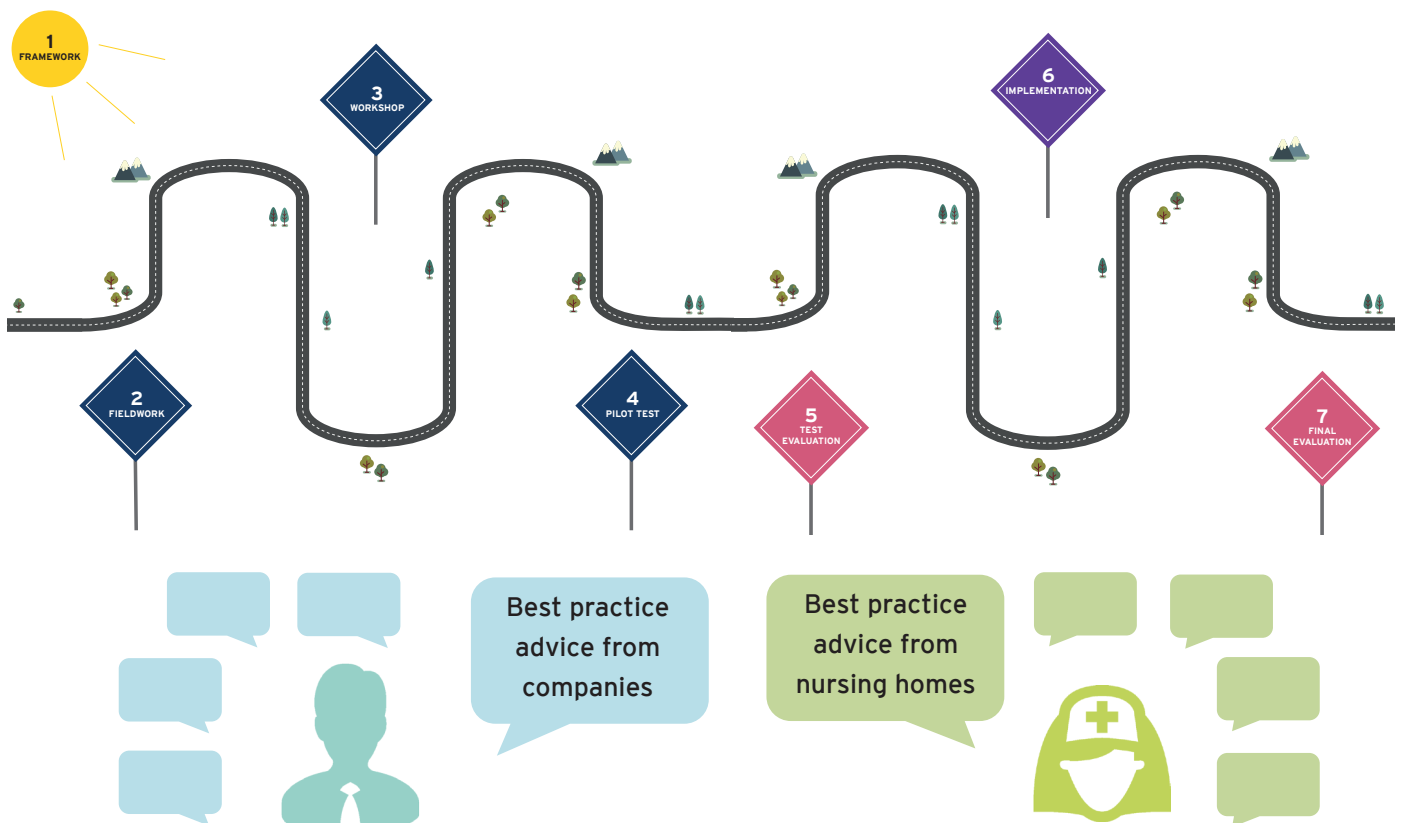 1
FRAMEWORK
2
FIELDWORK
3
WORKSHOP
4
PILOT TEST
5
TEST
EVALUATION
6
IMPLEMENTATION
7
FINAL
EVALUATION
Best practice
advice from
companies
Best practice
advice from
nursing homes